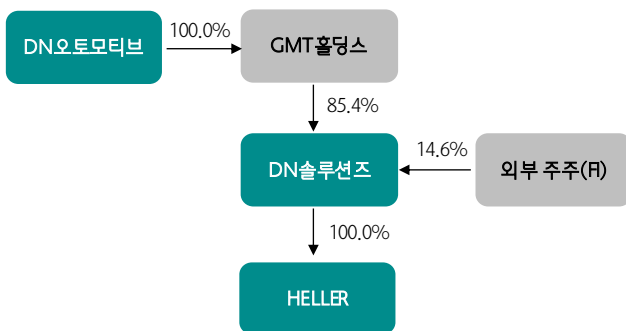 DN오토모티브
100.0%
GMT홀딩스
85.4%
DN솔루션즈
14.6%
외부 주주(FI)
100.0%
HELLER